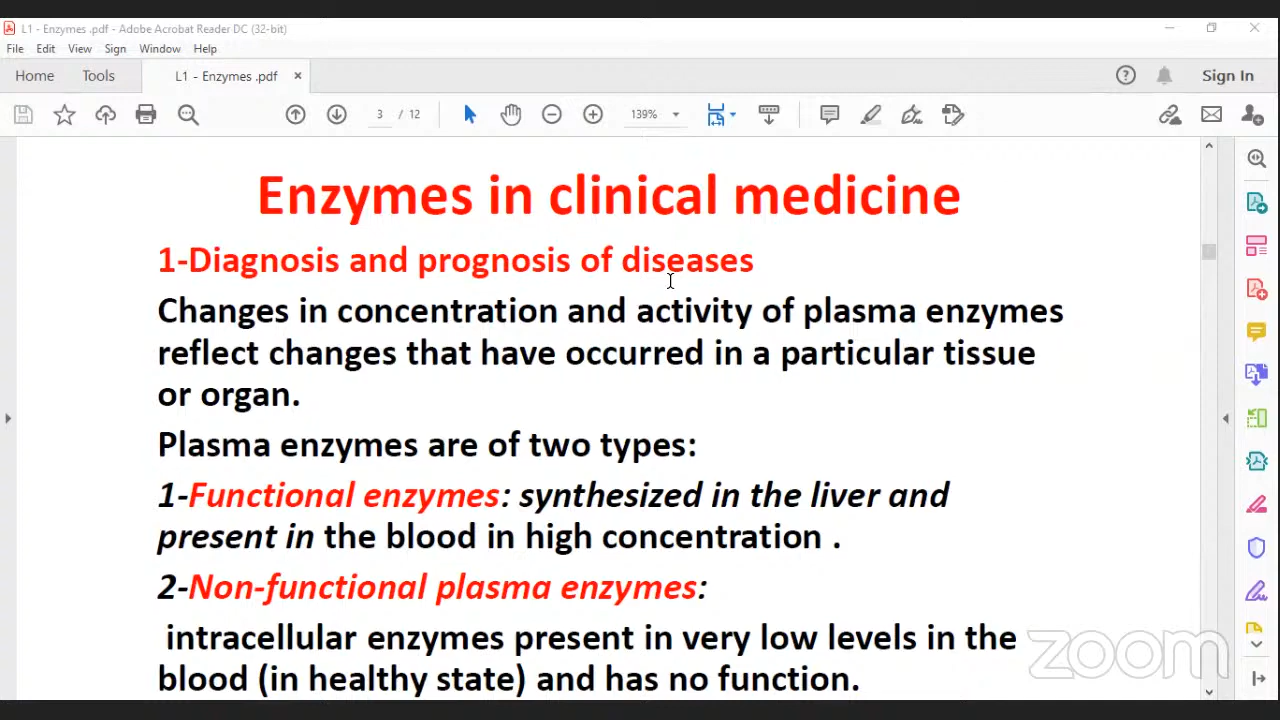 L1 - Enzymes .pdf - Adobe Acrobat Reader DC (32-bit)
File Edit View Sign Window Help
Home Tools L1 - Enzymes .pdf × Sign In
3 / 12 139%
Enzymes in clinical medicine
1-Diagnosis and prognosis of diseases
Changes in concentration and activity of plasma enzymes
reflect changes that have occurred in a particular tissue
or organ.
Plasma enzymes are of two types:
1-Functional enzymes: synthesized in the liver and
present in the blood in high concentration .
2-Non-functional plasma enzymes:
intracellular enzymes present in very low levels in the
blood (in healthy state) and has no function.
zoom